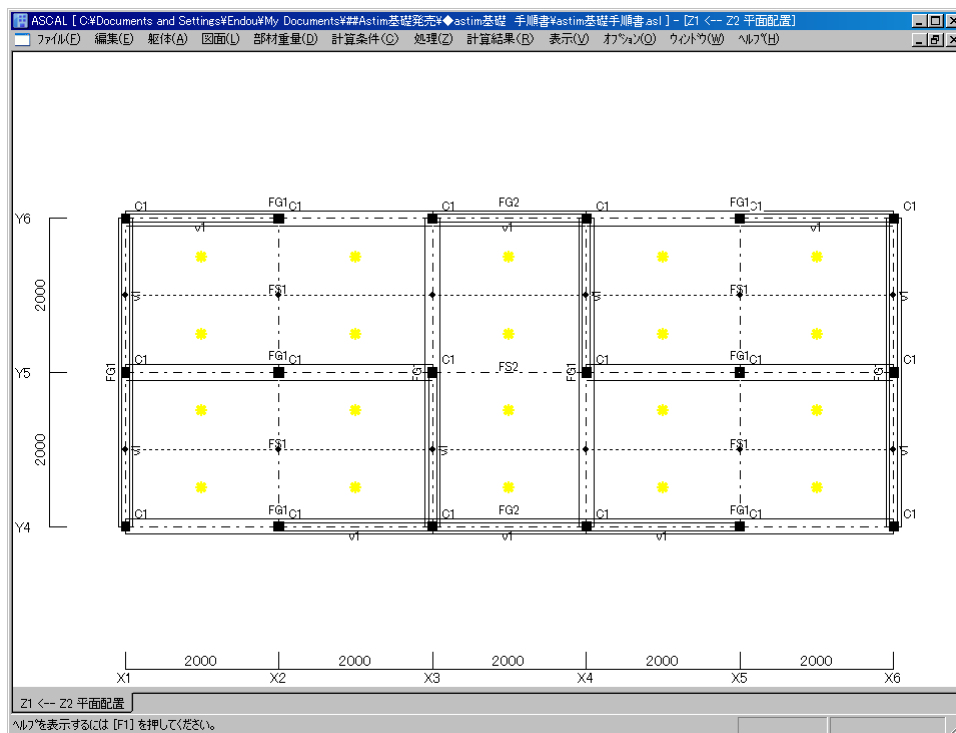 ASCAL [ C:¥Documents and Settings¥Endou¥My Documents¥##Astim基礎発売¥◆astim基礎 手順書¥astim基礎手順書.asl ] - [Z1 <-- Z2 平面配置]
ファイル(F) 編集(E) 躯体(A) 図面(L) 部材重量(D) 計算条件(C) 処理(Z) 計算結果(R) 表示(V) オプション(O) ウィンドウ(W) ヘルプ(H)
C1 FG1 C1 C1 FG2 C1 FG1 C1 C1
Y6
v1 v1 v1
2000 FS1 FS1
C1 FG1 C1 C1 FS2 C1 FG1 C1 C1
Y5 FG1 FG1 FG1 FG1
2000 FS1 FS1
C1 FG1 C1 C1 FG2 C1 FG1 C1 C1
Y4
v1 v1 v1
2000 2000 2000 2000 2000
X1 X2 X3 X4 X5 X6
Z1 <-- Z2 平面配置
ヘルプを表示するには [F1] を押してください。